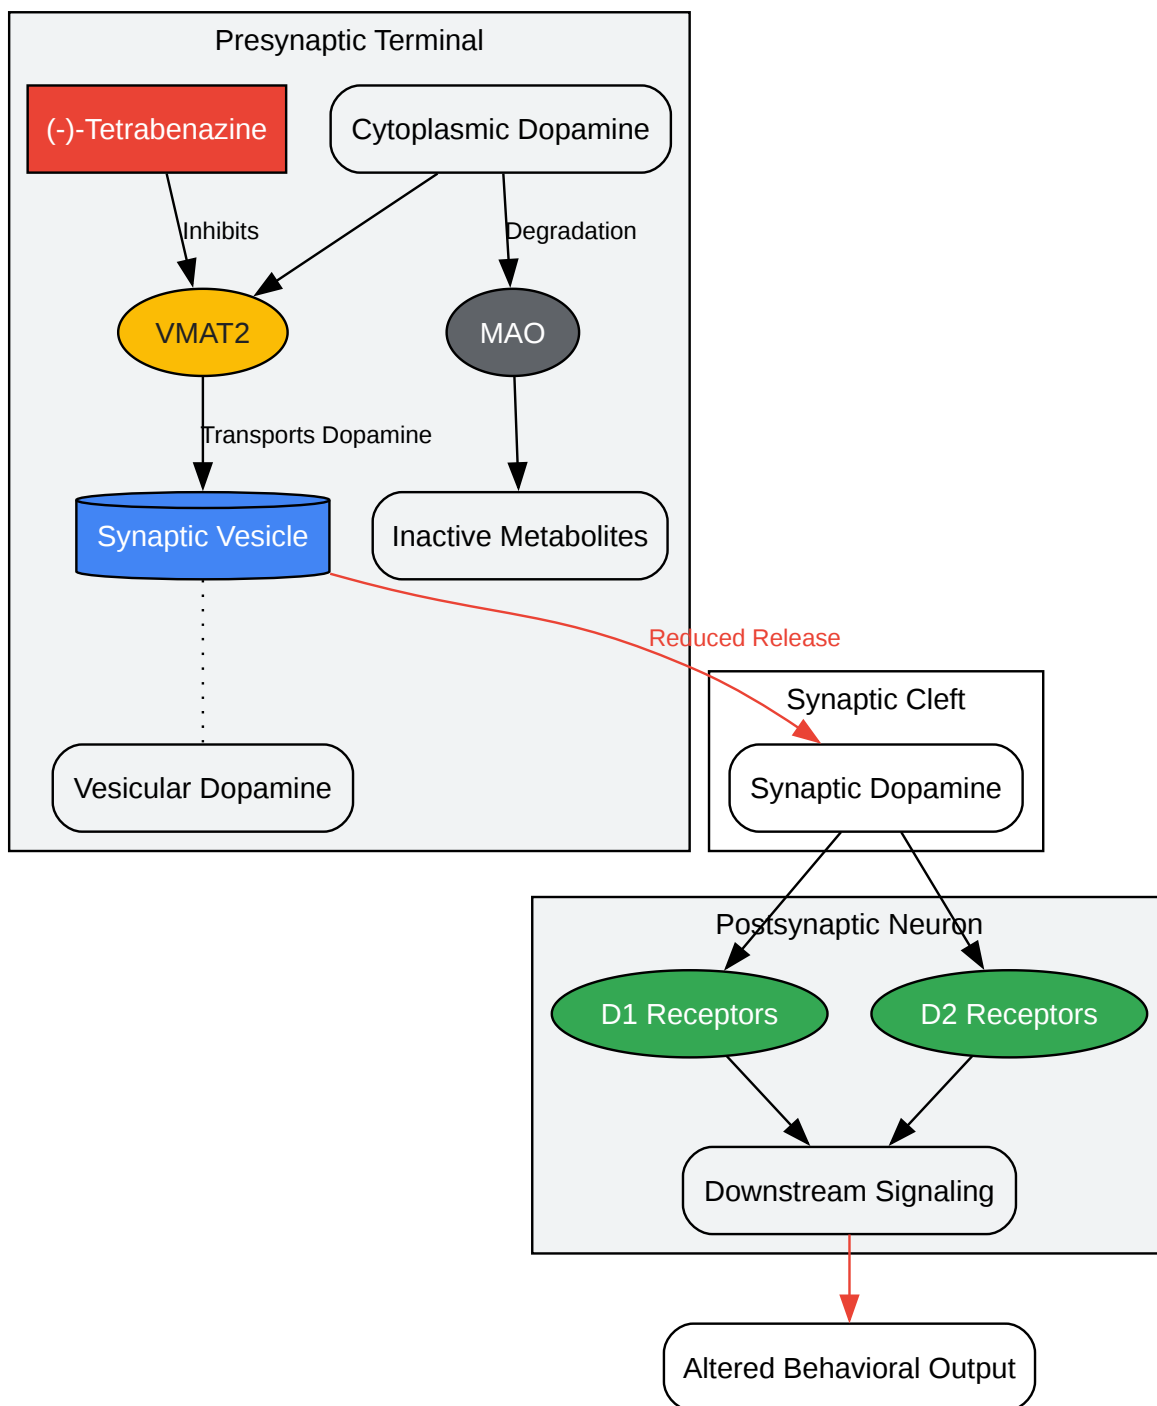 Presynaptic Terminal
(-)-Tetrabenazine
Cytoplasmic Dopamine
Inhibits
Degradation
VMAT2
MAO
Transports Dopamine
Synaptic Vesicle
Inactive Metabolites
Reduced Release
Synaptic Cleft
Vesicular Dopamine
Synaptic Dopamine
Postsynaptic Neuron
D1 Receptors
D2 Receptors
Downstream Signaling
Altered Behavioral Output